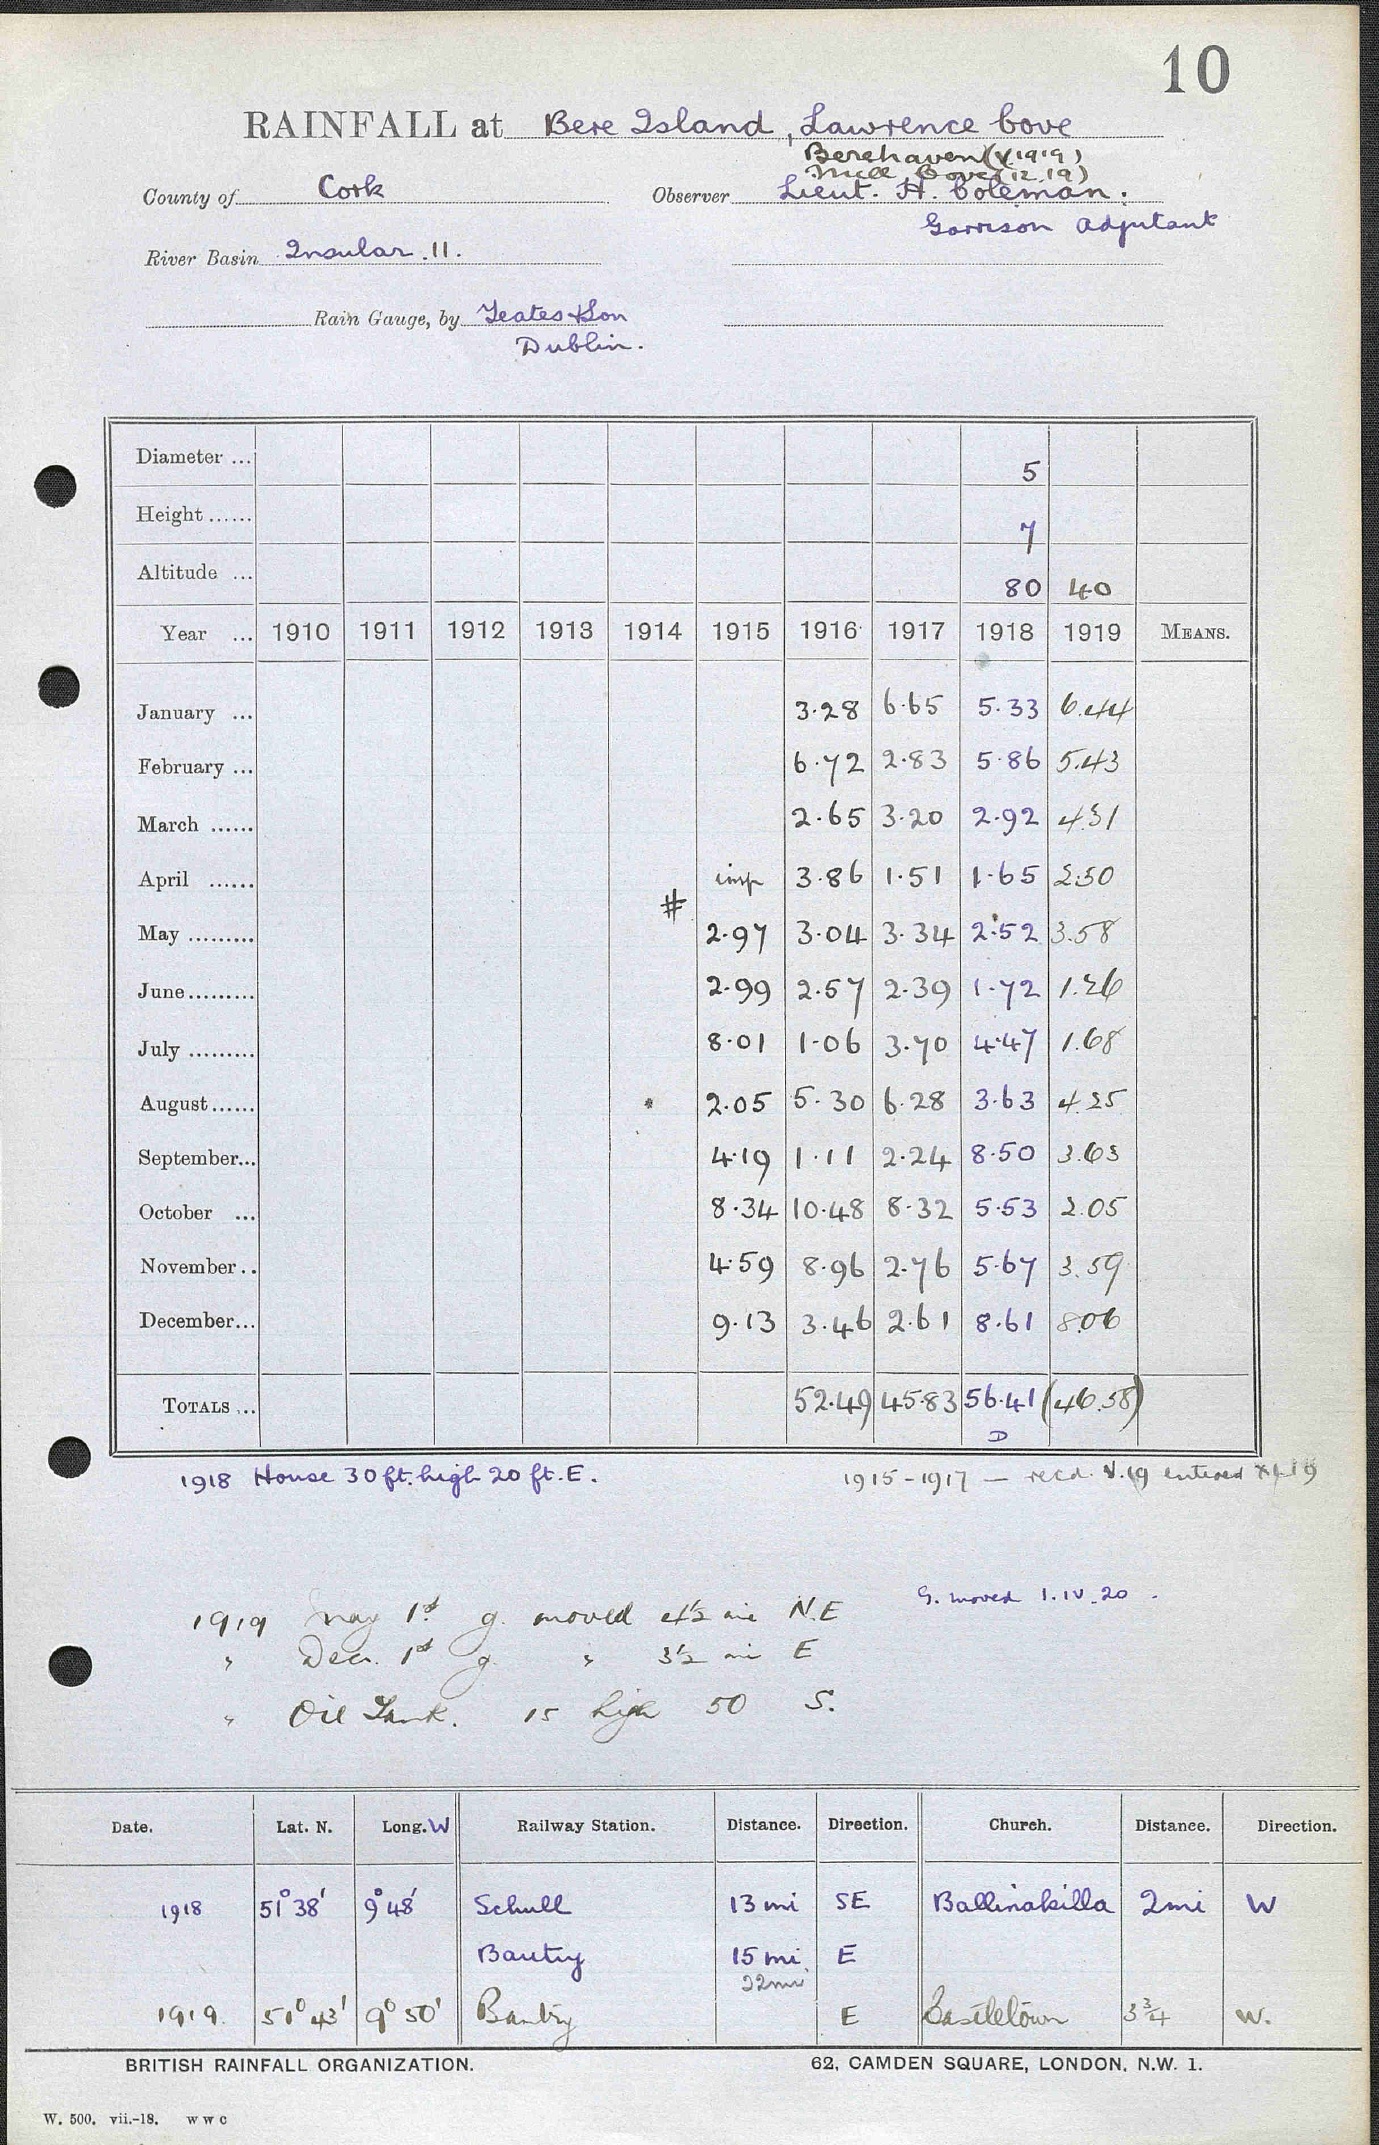 10
RAINFALL at Bere Island, Lawrence Cove
Berehaven (V.1919)
Mill Cove (12.19)
County of Cork Observer Lieut. H. Coleman.
Garrison Adjutant
River Basin Insular. 11.
Rain Gauge, by Yeates & Son
Dublin.
Diameter ... 5
Height ...... 7
Altitude ... 80 40
Year ... 1910 1911 1912 1913 1914 1915 1916 1917 1918 1919 MEANS.
January ... 3.28 6.65 5.33 6.44
February ... 6.72 2.83 5.86 5.43
March ...... 2.65 3.20 2.92 4.31
April ...... imp 3.86 1.51 1.65 2.30
#
May ......... 2.97 3.04 3.34 2.52 3.58
June ......... 2.99 2.57 2.39 1.72 1.26
July ......... 8.01 1.06 3.70 4.47 1.68
August ...... 2.05 5.30 6.28 3.63 4.25
September... 4.19 1.11 2.24 8.50 3.63
October ... 8.34 10.48 8.32 5.53 2.05
November .. 4.59 8.96 2.76 5.67 3.59
December... 9.13 3.46 2.61 8.61 8.06
TOTALS ... 52.49 45.83 56.41 (46.58)
D
1918 House 30 ft. high 20 ft. E. 1915-1917 — recd. V.19 entered
G. moved 1.IV.20.
1919 May 1st g. moved 4½ mi N.E
" Dec. 1st g. " 3½ mi E
" Oil Tank. 15 high 50 S.
Date. Lat. N. Long. W Railway Station. Distance. Direction. Church. Distance. Direction.
1918 51° 38' 9° 48' Schull 13 mi SE Ballinakilla 2 mi W
Bantry 15 mi. E
22 mi
1919 51° 43' 9° 50' Bantry E Castletown 3¾ W.
BRITISH RAINFALL ORGANIZATION. 62, CAMDEN SQUARE, LONDON, N.W. 1.
W. 500. vii.-18. w w c